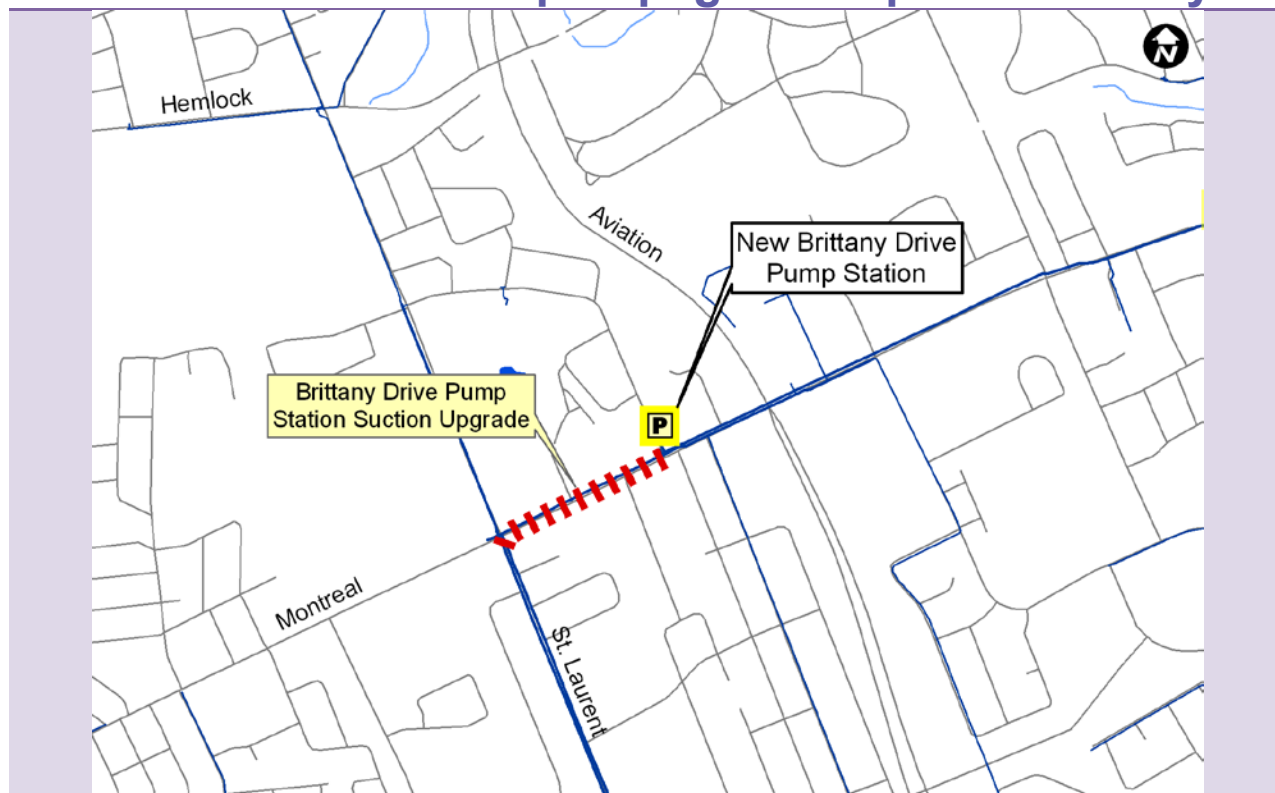 N
Hemlock
Aviation
New Brittany Drive
Pump Station
Brittany Drive Pump
Station Suction Upgrade
P
Montreal
St. Laurent